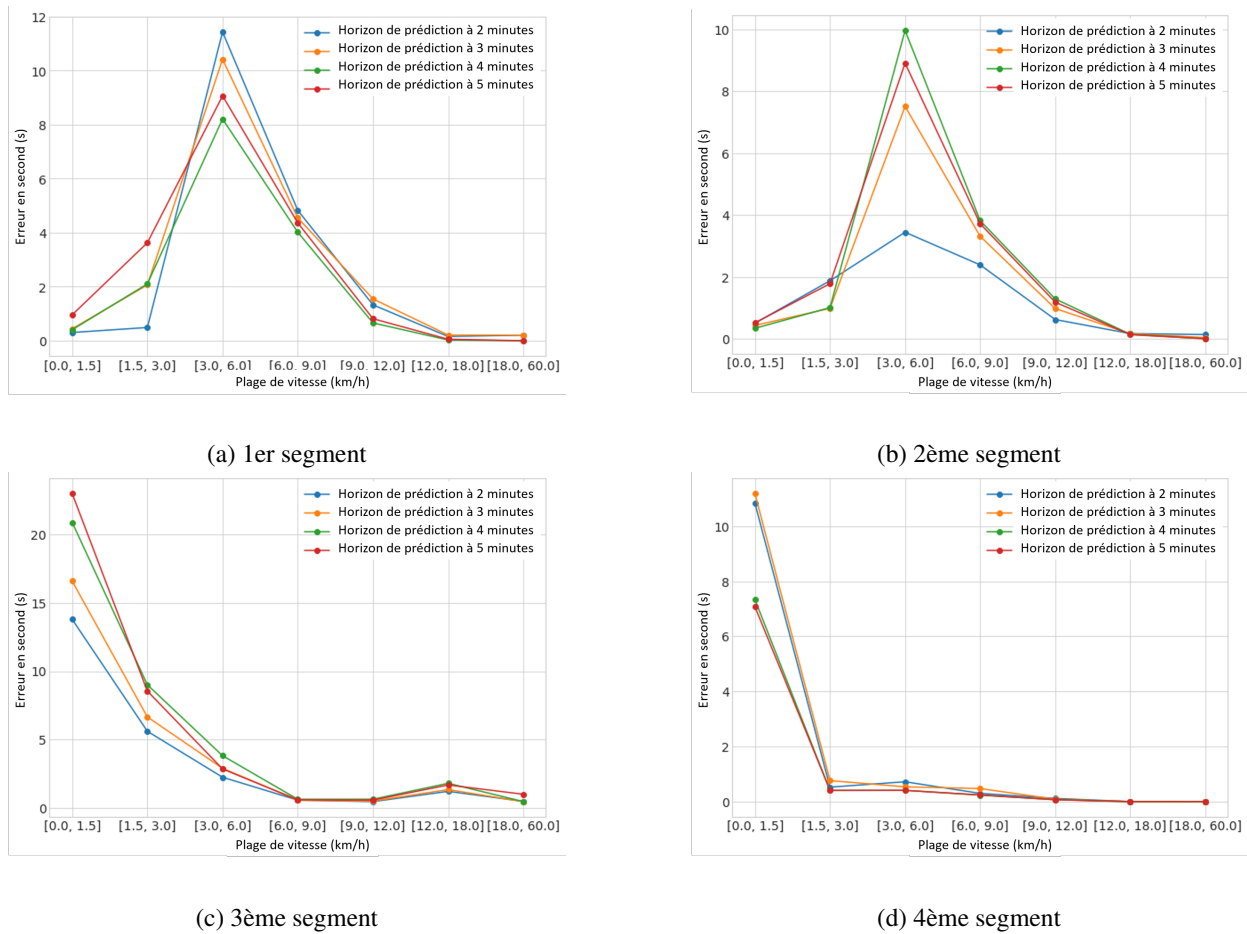 12
10
8
6
4
2
0
Erreur en second (s)
Horizon de prédiction à 2 minutes
Horizon de prédiction à 3 minutes
Horizon de prédiction à 4 minutes
Horizon de prédiction à 5 minutes
[0.0, 1.5] [1.5, 3.0] [3.0, 6.0] [6.0, 9.0] [9.0, 12.0] [12.0, 18.0] [18.0, 60.0]
Plage de vitesse (km/h)
(a) 1er segment
10
8
6
4
2
0
Erreur en second (s)
Horizon de prédiction à 2 minutes
Horizon de prédiction à 3 minutes
Horizon de prédiction à 4 minutes
Horizon de prédiction à 5 minutes
[0.0, 1.5] [1.5, 3.0] [3.0, 6.0] [6.0, 9.0] [9.0, 12.0] [12.0, 18.0] [18.0, 60.0]
Plage de vitesse (km/h)
(b) 2ème segment
20
15
10
5
0
Erreur en second (s)
Horizon de prédiction à 2 minutes
Horizon de prédiction à 3 minutes
Horizon de prédiction à 4 minutes
Horizon de prédiction à 5 minutes
[0.0, 1.5] [1.5, 3.0] [3.0, 6.0] [6.0, 9.0] [9.0, 12.0] [12.0, 18.0] [18.0, 60.0]
Plage de vitesse (km/h)
(c) 3ème segment
10
8
6
4
2
0
Erreur en second (s)
Horizon de prédiction à 2 minutes
Horizon de prédiction à 3 minutes
Horizon de prédiction à 4 minutes
Horizon de prédiction à 5 minutes
[0.0, 1.5] [1.5, 3.0] [3.0, 6.0] [6.0, 9.0] [9.0, 12.0] [12.0, 18.0] [18.0, 60.0]
Plage de vitesse (km/h)
(d) 4ème segment